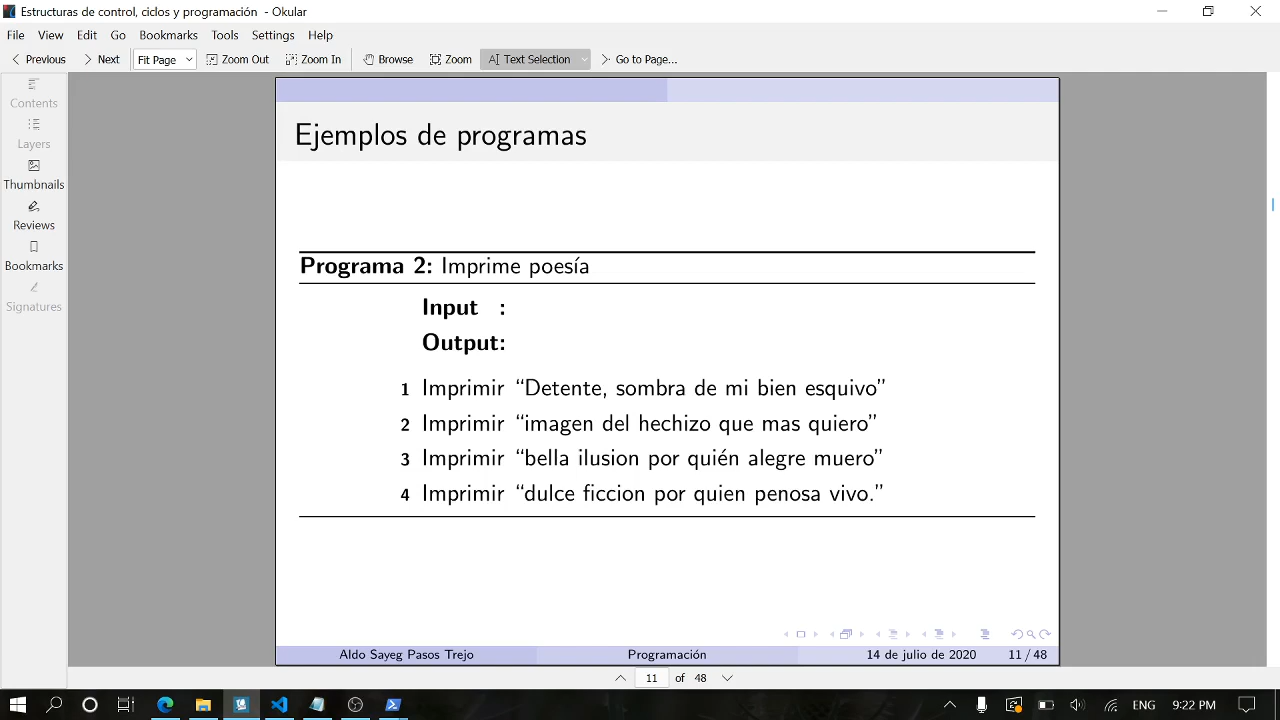 Estructuras de control, ciclos y programación - Okular
File View Edit Go Bookmarks Tools Settings Help
Previous Next Fit Page Zoom Out Zoom In Browse Zoom Text Selection Go to Page...
Contents
Layers
Thumbnails
Reviews
Bookmarks
Signatures
Ejemplos de programas
Programa 2: Imprime poesía
Input :
Output:
1 Imprimir “Detente, sombra de mi bien esquivo”
2 Imprimir “imagen del hechizo que mas quiero”
3 Imprimir “bella ilusion por quién alegre muero”
4 Imprimir “dulce ficcion por quien penosa vivo.”
Aldo Sayeg Pasos Trejo Programación 14 de julio de 2020 11 / 48
11 of 48
ENG 9:22 PM